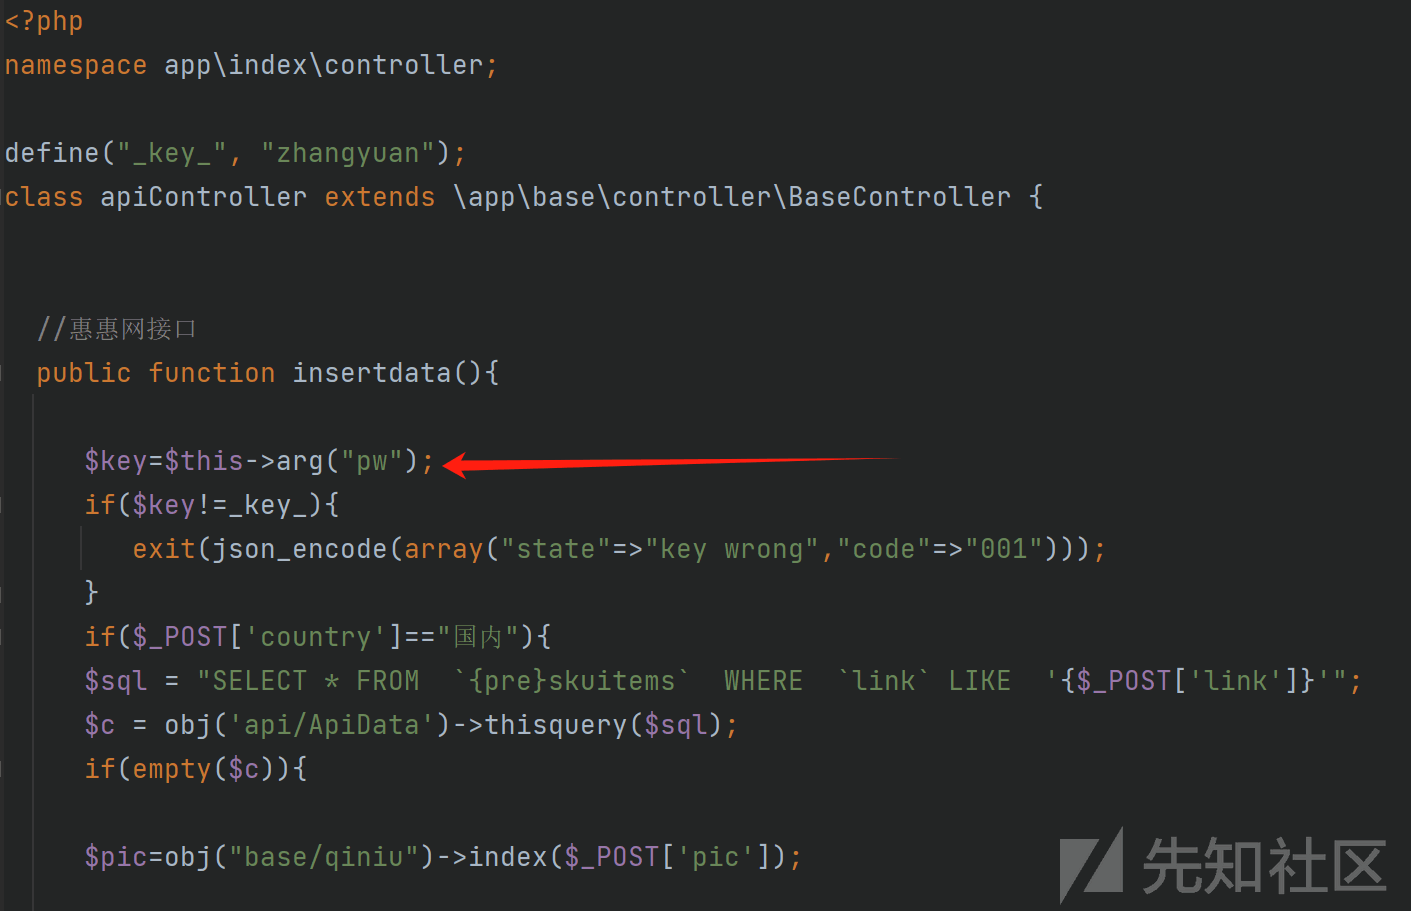 <?php
namespace app\index\controller;
define("_key_", "zhangyuan");
class apiController extends \app\base\controller\BaseController {
//惠惠网接口
public function insertdata(){
$key=$this->arg("pw");
if($key!=_key_){
exit(json_encode(array("state"=>"key wrong","code"=>"001")));
}
if($_POST['country']=="国内"){
$sql = "SELECT * FROM  `{pre}skuitems`  WHERE  `link` LIKE  '{$_POST['link']}'";
$c = obj('api/ApiData')->thisquery($sql);
if(empty($c)){
$pic=obj("base/qiniu")->index($_POST['pic']);
先知社区